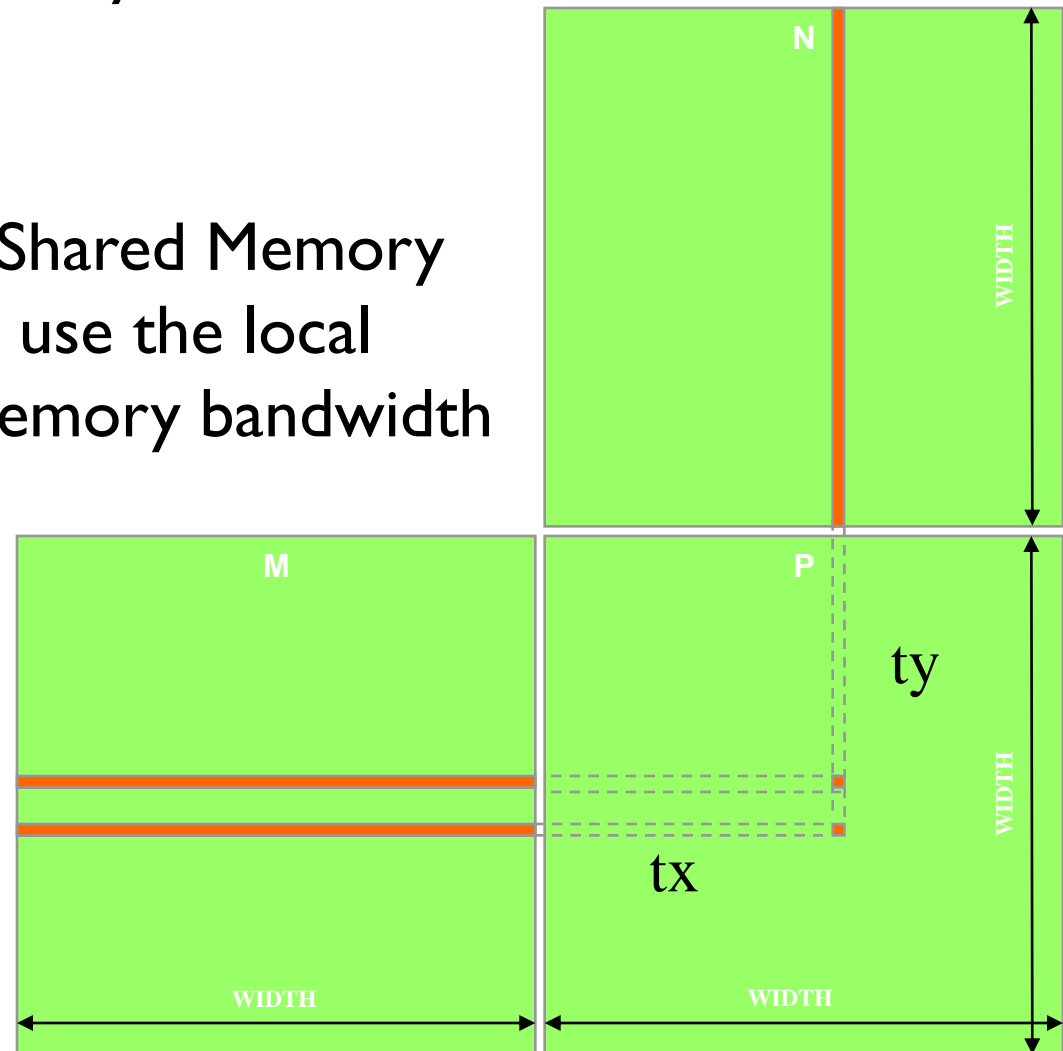 y
Shared Memory
use the local
emory bandwidth
N
WIDTH
M
P
ty
WIDTH
tx
WIDTH
WIDTH